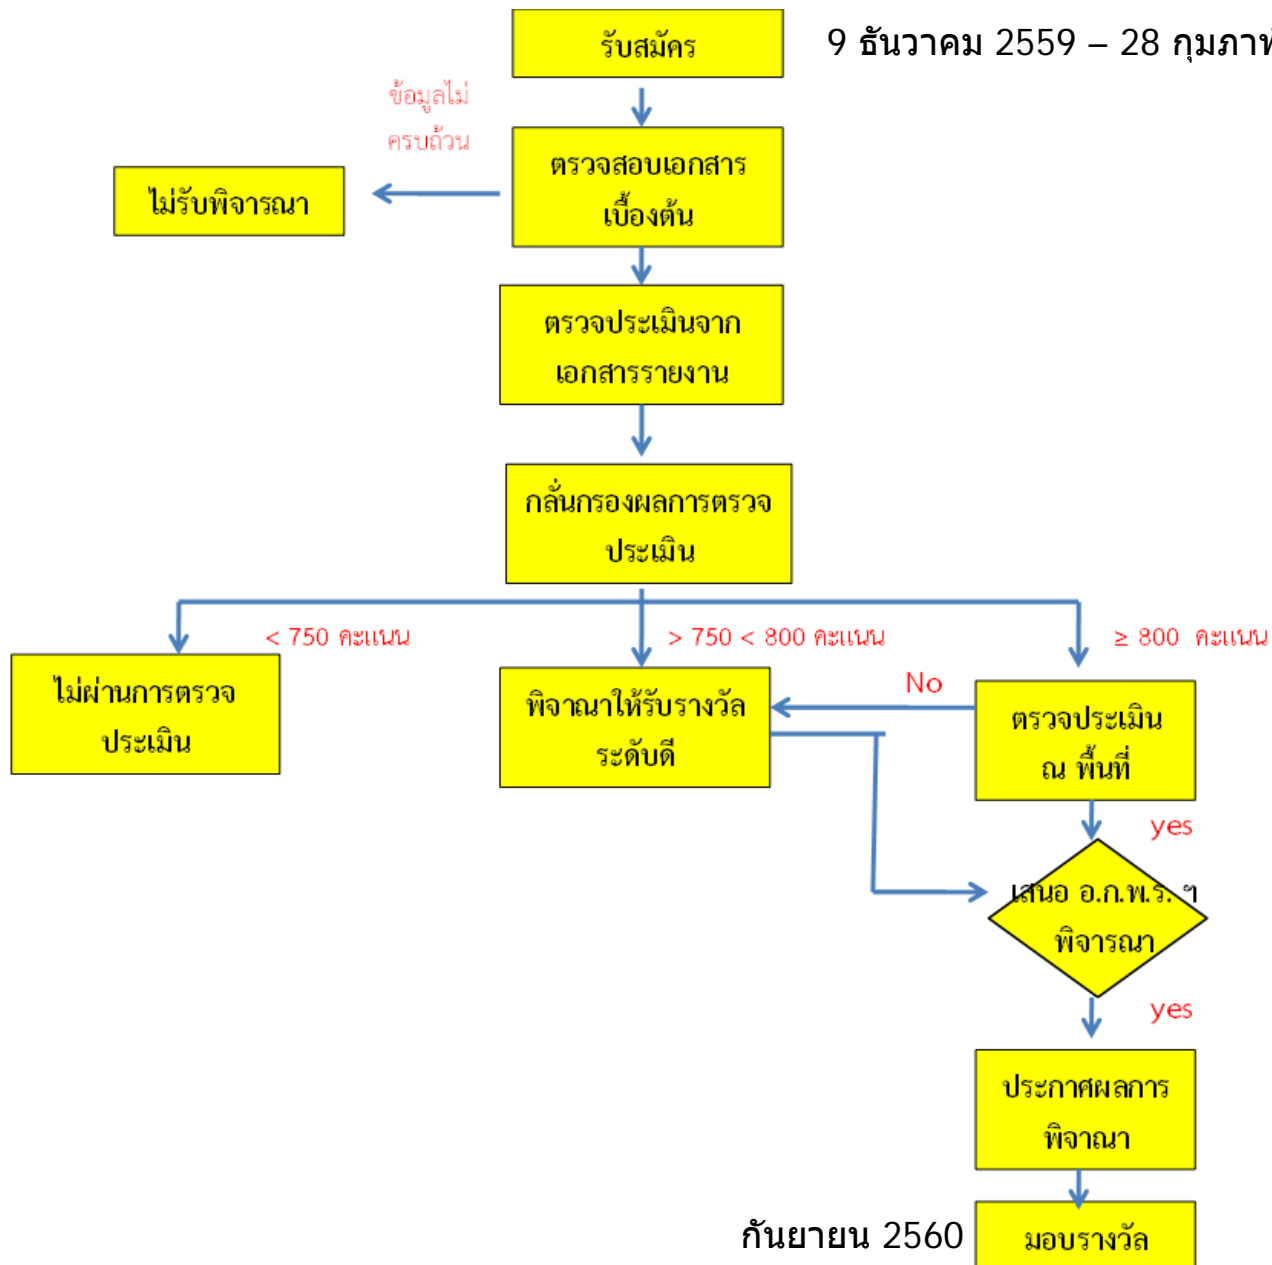 รับสมัคร
9 ธันวาคม 2559 – 28
ข้อมูลไม่
ครบถ้วน
ตรวจสอบเอกสาร
เบื้องต้น
ไม่รับพิจารณา
ตรวจประเมินจาก
เอกสารรายงาน
กลั่นกรองผลการตรวจ
ประเมิน
< 750 คะแนน
> 750 < 800 คะแนน
≥ 800 คะแนน
ไม่ผ่านการตรวจ
ประเมิน
พิจาณาให้รับรางวัล
ระดับดี
No
ตรวจประเมิน
ณ พื้นที่
yes
เสนอ อ.ก.พ.ร. ฯ
พิจารณา
yes
ประกาศผลการ
พิจาณา
กันยายน 2560
มอบรางวัล